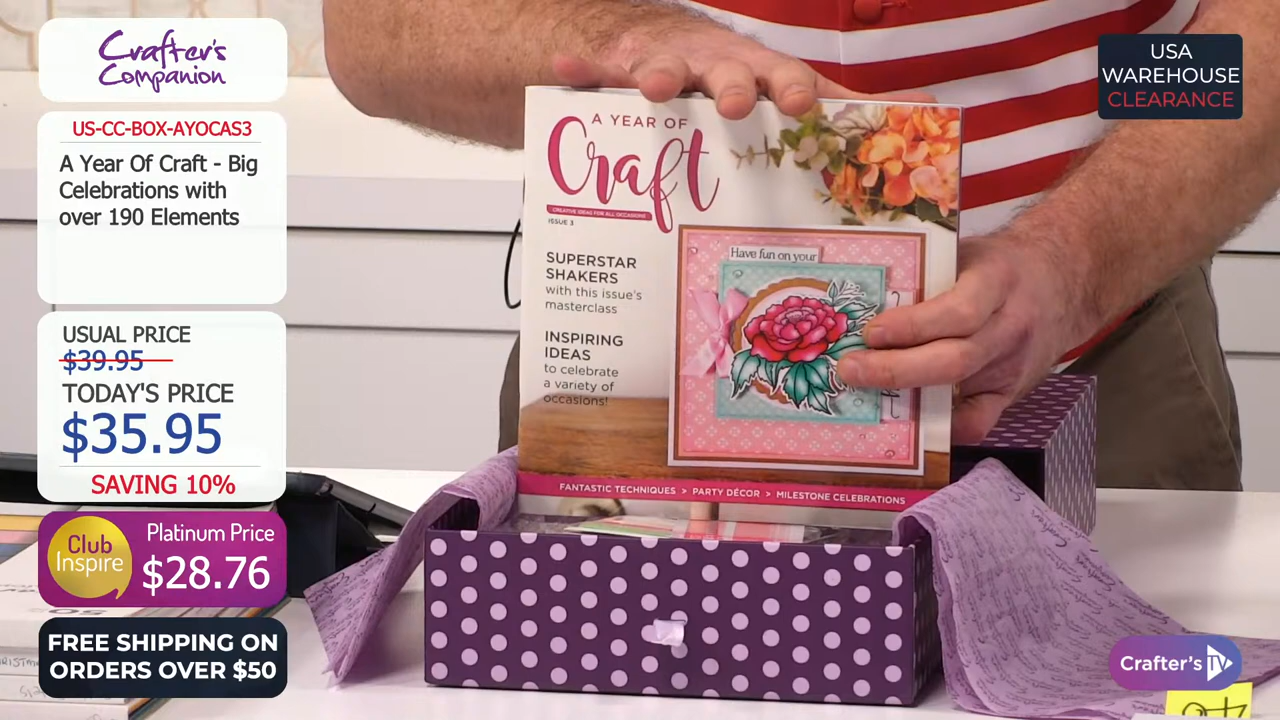 Crafter's
Companion
US-CC-BOX-AYOCAS3
A Year Of Craft - Big
Celebrations with
over 190 Elements
USUAL PRICE
$39.95
TODAY'S PRICE
$35.95
SAVING 10%
Club
Inspire
Platinum Price
$28.76
FREE SHIPPING ON
ORDERS OVER $50
USA
WAREHOUSE
CLEARANCE
A YEAR OF
Craft
CREATIVE IDEAS FOR ALL OCCASIONS
ISSUE 3
SUPERSTAR
SHAKERS
with this issue's
masterclass
INSPIRING
IDEAS
to celebrate
a variety of
occasions!
Have fun on your
FANTASTIC TECHNIQUES > PARTY DÉCOR > MILESTONE CELEBRATIONS
Crafter's TV